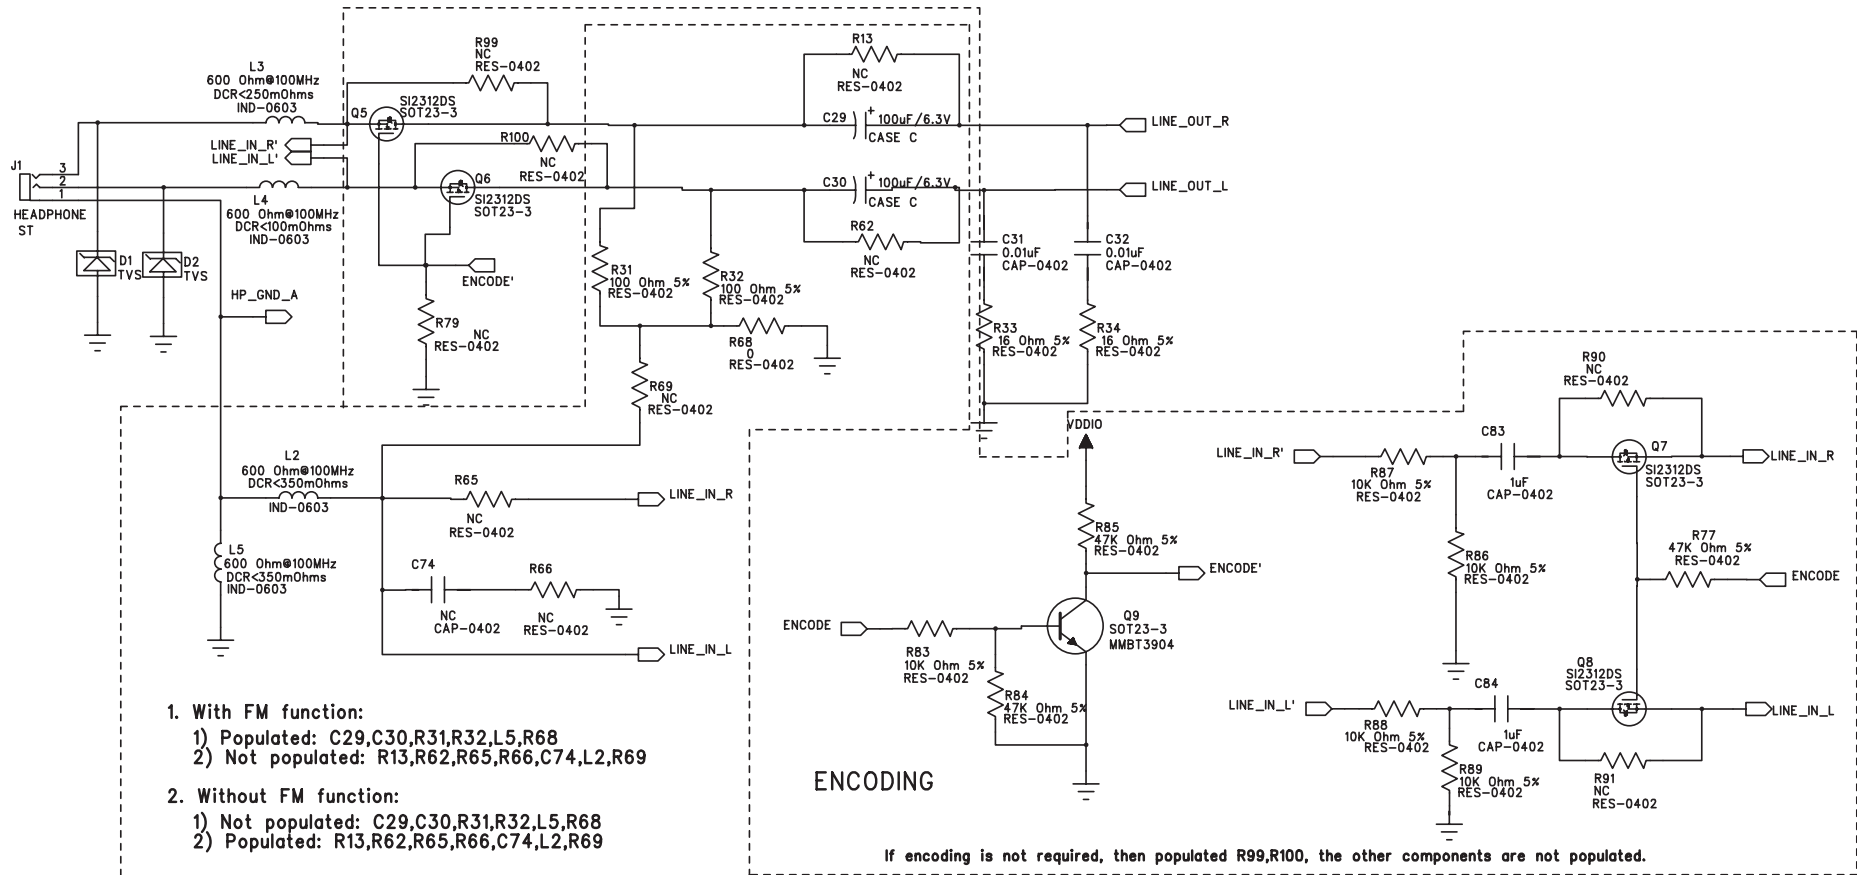 R99
NC
RES-0402
R13
NC
RES-0402
L3
600 Ohm@100MHz
DCR<250mOhms
IND-0603
Q5
SI2312DS
SOT23-3
C29
+
100uF/6.3V
CASE C
LINE_OUT_R
LINE_IN_R'
LINE_IN_L'
R100
NC
RES-0402
J1
3
2
1
HEADPHONE
ST
L4
600 Ohm@100MHz
DCR<100mOhms
IND-0603
Q6
SI2312DS
SOT23-3
C30
+
100uF/6.3V
CASE C
LINE_OUT_L
R62
NC
RES-0402
D1
TVS
D2
TVS
ENCODE'
R31
100 Ohm 5%
RES-0402
R32
100 Ohm 5%
RES-0402
C31
0.01uF
CAP-0402
C32
0.01uF
CAP-0402
HP_GND_A
R79
NC
RES-0402
R68
0
RES-0402
R33
16 Ohm 5%
RES-0402
R34
16 Ohm 5%
RES-0402
R69
NC
RES-0402
R90
NC
RES-0402
VDDIO
L2
600 Ohm@100MHz
DCR<350mOhms
IND-0603
R65
NC
RES-0402
LINE_IN_R
LINE_IN_R'
R87
10K Ohm 5%
RES-0402
C83
1uF
CAP-0402
Q7
SI2312DS
SOT23-3
LINE_IN_R
R85
47K Ohm 5%
RES-0402
L5
600 Ohm@100MHz
DCR<350mOhms
IND-0603
C74
NC
CAP-0402
R66
NC
RES-0402
ENCODE'
R86
10K Ohm 5%
RES-0402
R77
47K Ohm 5%
RES-0402
ENCODE
LINE_IN_L
ENCODE
R83
10K Ohm 5%
RES-0402
Q9
SOT23-3
MMBT3904
R84
47K Ohm 5%
RES-0402
LINE_IN_L'
R88
10K Ohm 5%
RES-0402
C84
1uF
CAP-0402
Q8
SI2312DS
SOT23-3
LINE_IN_L
R89
10K Ohm 5%
RES-0402
R91
NC
RES-0402
1. With FM function:
1) Populated: C29,C30,R31,R32,L5,R68
2) Not populated: R13,R62,R65,R66,C74,L2,R69
2. Without FM function:
1) Not populated: C29,C30,R31,R32,L5,R68
2) Populated: R13,R62,R65,R66,C74,L2,R69
ENCODING
If encoding is not required, then populated R99,R100, the other components are not populated.